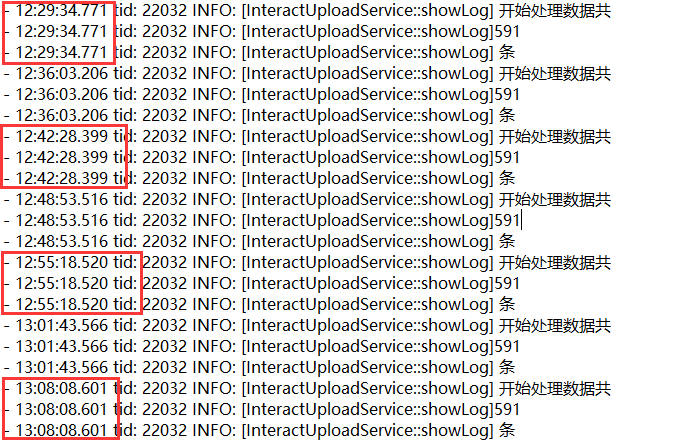 - 12:29:34.771 tid: 22032 INFO: [InteractUploadService::showLog] 开始处理数据共
- 12:29:34.771 tid: 22032 INFO: [InteractUploadService::showLog]591
- 12:29:34.771 tid: 22032 INFO: [InteractUploadService::showLog] 条
- 12:36:03.206 tid: 22032 INFO: [InteractUploadService::showLog] 开始处理数据共
- 12:36:03.206 tid: 22032 INFO: [InteractUploadService::showLog]591
- 12:36:03.206 tid: 22032 INFO: [InteractUploadService::showLog] 条
- 12:42:28.399 tid: 22032 INFO: [InteractUploadService::showLog] 开始处理数据共
- 12:42:28.399 tid: 22032 INFO: [InteractUploadService::showLog]591
- 12:42:28.399 tid: 22032 INFO: [InteractUploadService::showLog] 条
- 12:48:53.516 tid: 22032 INFO: [InteractUploadService::showLog] 开始处理数据共
- 12:48:53.516 tid: 22032 INFO: [InteractUploadService::showLog]591
- 12:48:53.516 tid: 22032 INFO: [InteractUploadService::showLog] 条
- 12:55:18.520 tid: 22032 INFO: [InteractUploadService::showLog] 开始处理数据共
- 12:55:18.520 tid: 22032 INFO: [InteractUploadService::showLog]591
- 12:55:18.520 tid: 22032 INFO: [InteractUploadService::showLog] 条
- 13:01:43.566 tid: 22032 INFO: [InteractUploadService::showLog] 开始处理数据共
- 13:01:43.566 tid: 22032 INFO: [InteractUploadService::showLog]591
- 13:01:43.566 tid: 22032 INFO: [InteractUploadService::showLog] 条
- 13:08:08.601 tid: 22032 INFO: [InteractUploadService::showLog] 开始处理数据共
- 13:08:08.601 tid: 22032 INFO: [InteractUploadService::showLog]591
- 13:08:08.601 tid: 22032 INFO: [InteractUploadService::showLog] 条